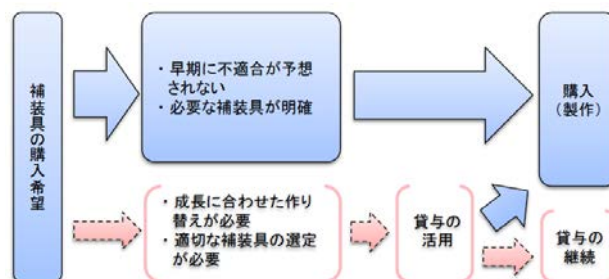 補装具の購入希望
・早期に不適合が予想
されない
・必要な補装具が明確
購入
（製作）
・成長に合わせた作り
替えが必要
・適切な補装具の選定
が必要
貸与の
活用
貸与の
継続